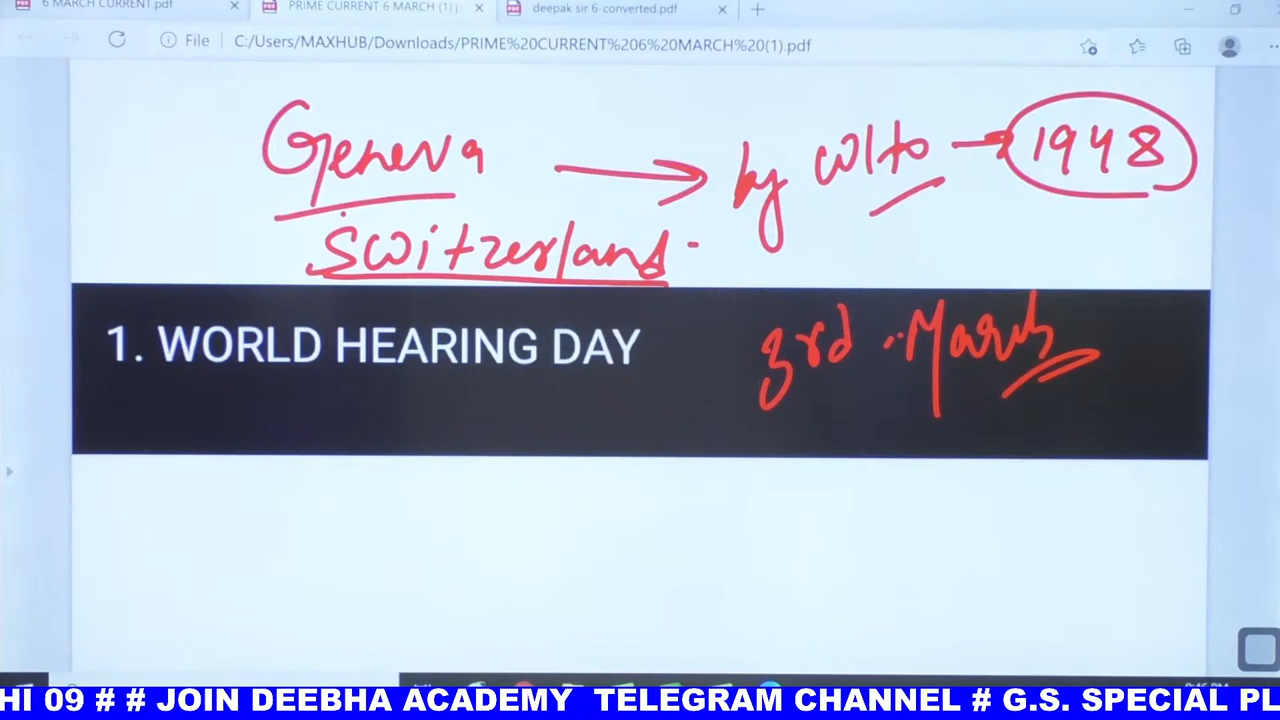 6 MARCH CURRENT.pdf
PRIME CURRENT 6 MARCH (1).p
deepak sir 6-converted.pdf
File
C:/Users/MAXHUB/Downloads/PRIME%20CURRENT%206%20MARCH%20(1).pdf
Geneva → by WHO → 1948
Switzerland
1. WORLD HEARING DAY 3rd March
HI 09 # # JOIN DEEBHA ACADEMY TELEGRAM CHANNEL # G.S. SPECIAL PL